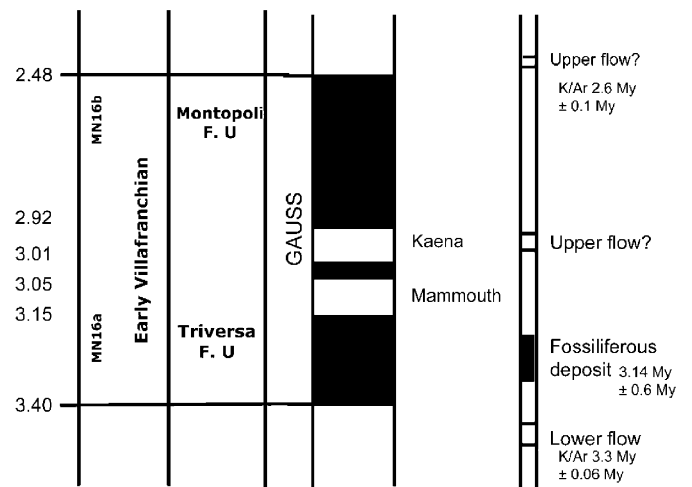 2.48
2.92
3.01
3.05
3.15
3.40
MN16b
MN16a
Early Villafranchian
Montopoli
F. U
Triversa
F. U
GAUSS
Kaena
Mammouth
Upper flow?
K/Ar 2.6 My
± 0.1 My
Upper flow?
Fossiliferous
deposit 3.14 My
± 0.6 My
Lower flow
K/Ar 3.3 My
± 0.06 My